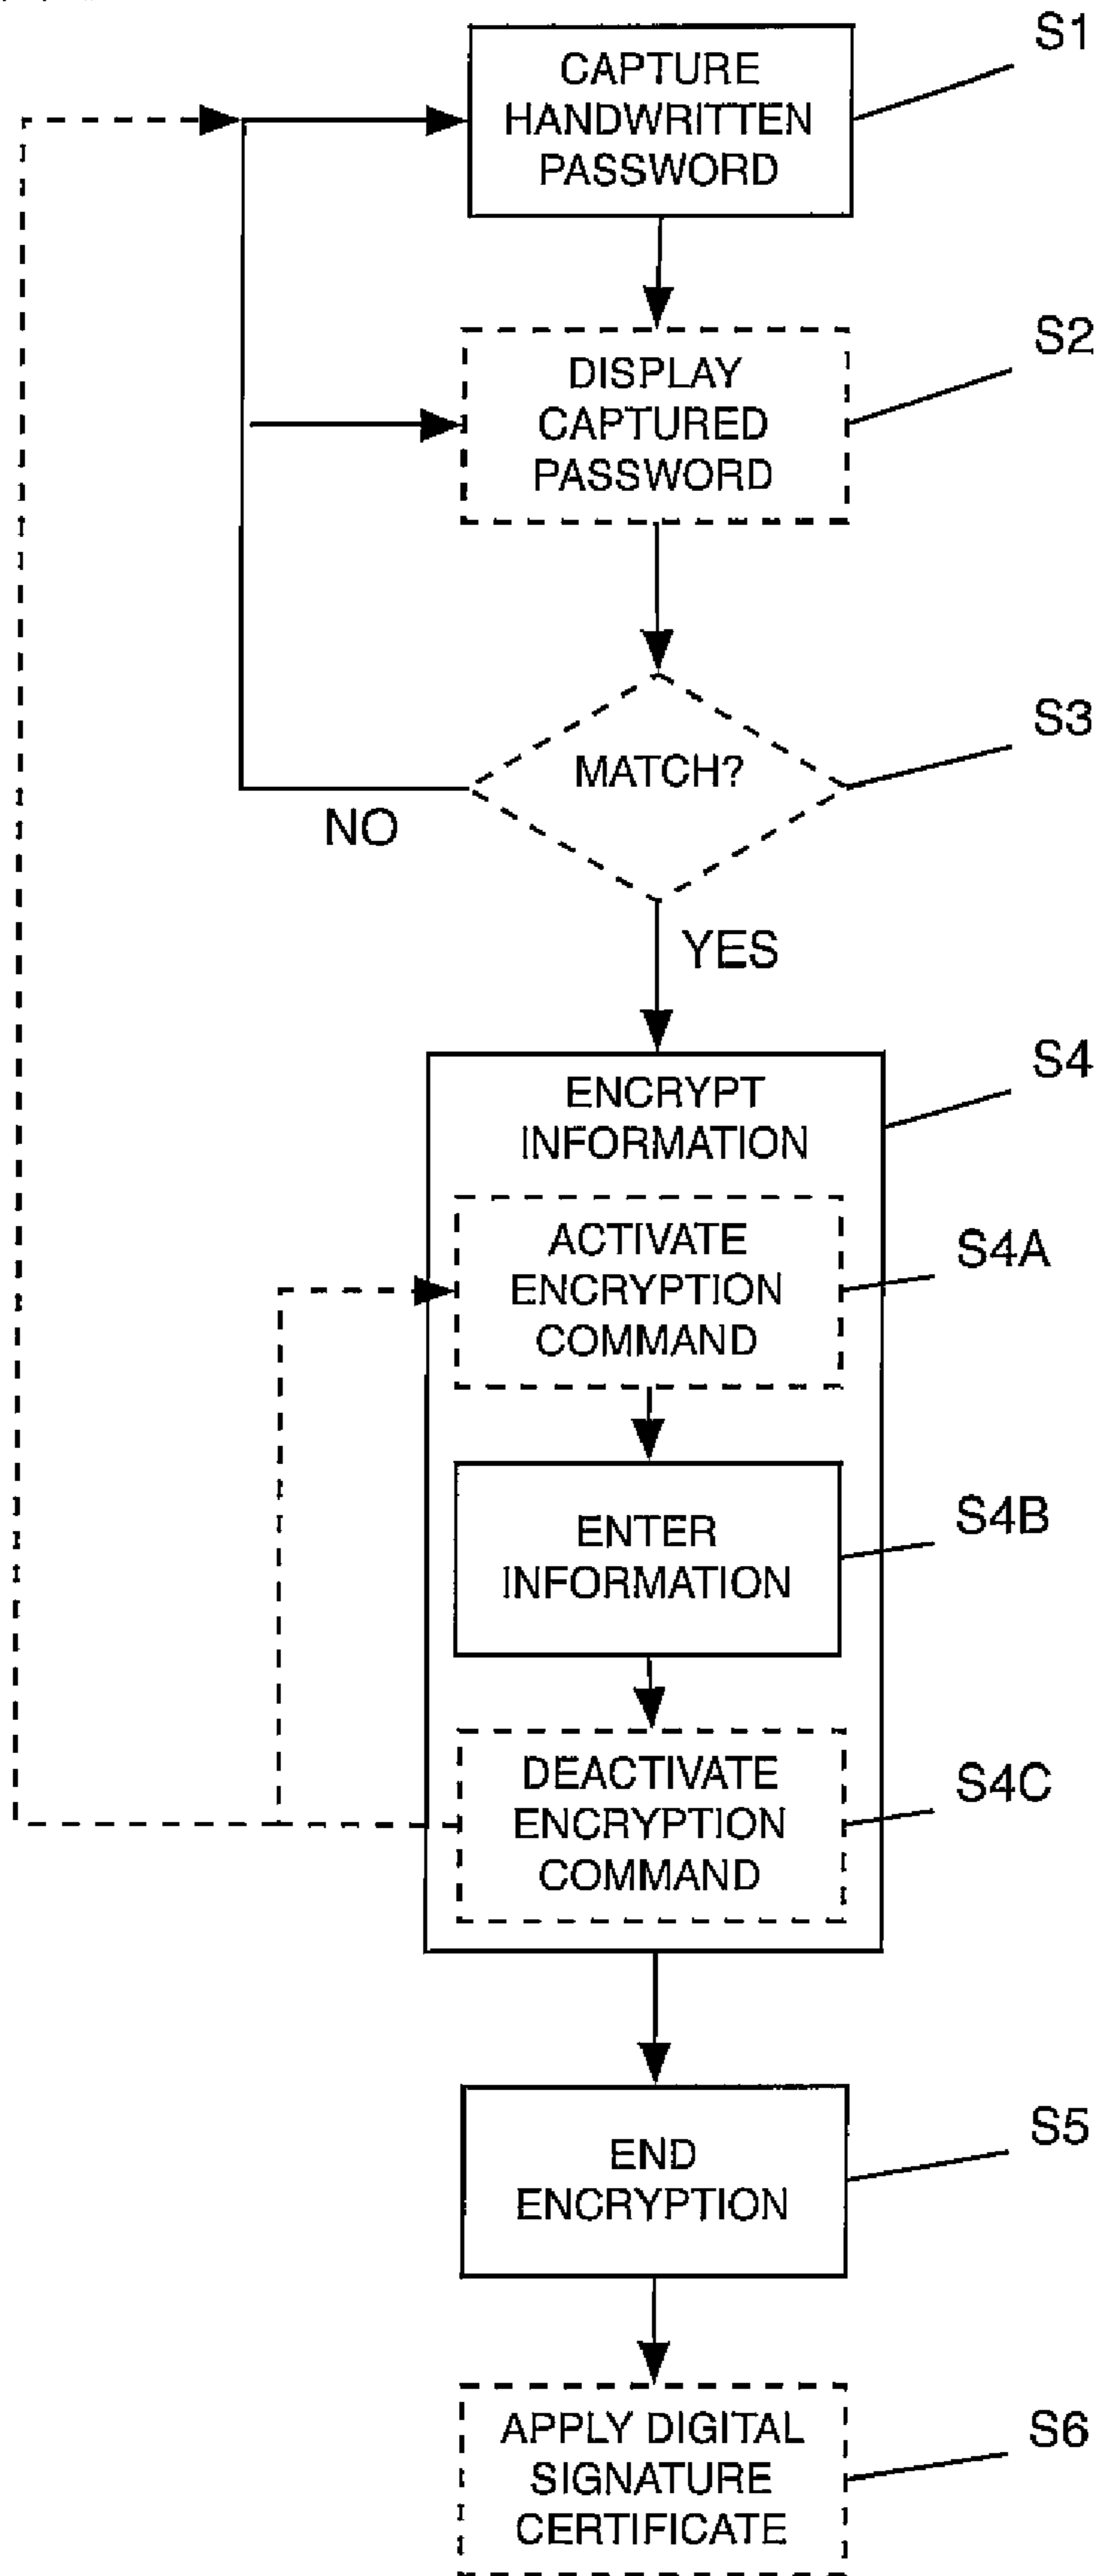 S1
CAPTURE
HANDWRITTEN
PASSWORD
S2
DISPLAY
CAPTURED
PASSWORD
S3
MATCH?
NO
YES
S4
ENCRYPT
INFORMATION
S4A
ACTIVATE
ENCRYPTION
COMMAND
S4B
ENTER
INFORMATION
S4C
DEACTIVATE
ENCRYPTION
COMMAND
S5
END
ENCRYPTION
S6
APPLY DIGITAL
SIGNATURE
CERTIFICATE